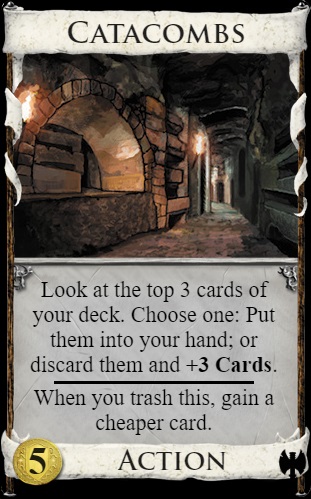 CATACOMBS
Look at the top 3 cards of
your deck. Choose one: Put
them into your hand; or
discard them and +3 Cards.
When you trash this, gain a
cheaper card.
5
ACTION